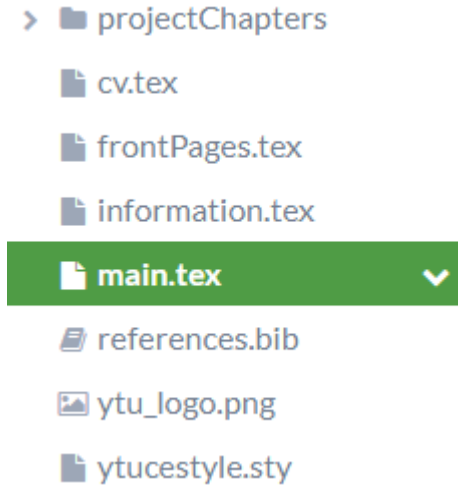 projectChapters
cv.tex
frontPages.tex
information.tex
main.tex
references.bib
ytu_logo.png
ytucestyle.sty